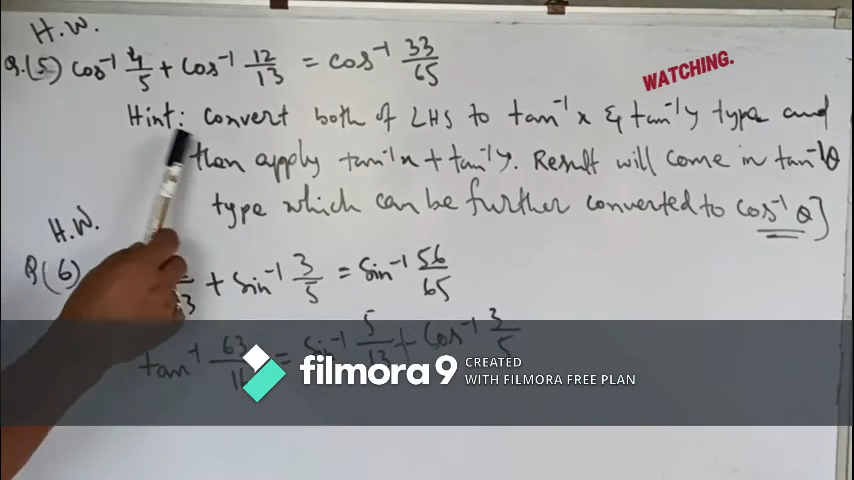 H.W.
Q.(5) cos⁻¹ 4/5 + cos⁻¹ 12/13 = cos⁻¹ 33/65
WATCHING.
Hint: Convert both of LHS to tan⁻¹x & tan⁻¹y type and
then apply tan⁻¹x + tan⁻¹y. Result will come in tan⁻¹θ
type which can be further converted to cos⁻¹ θ]
H.W.
Q(6) + sin⁻¹ 3/5 = sin⁻¹ 56/65
tan⁻¹ 63/ = sin⁻¹ 5/13 + cos⁻¹ 3/5
filmora9 CREATED
WITH FILMORA FREE PLAN